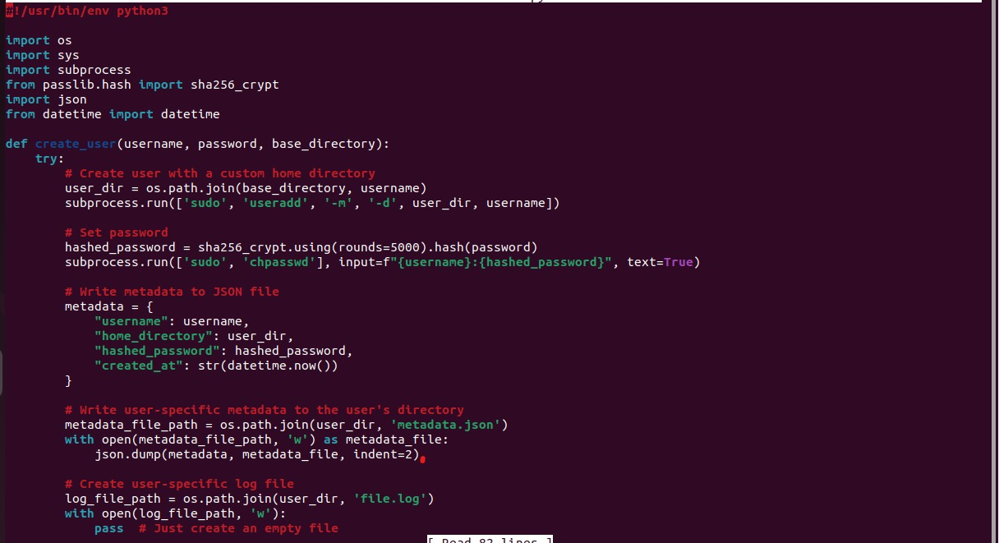 #!/usr/bin/env python3

import os
import sys
import subprocess
from passlib.hash import sha256_crypt
import json
from datetime import datetime

def create_user(username, password, base_directory):
    try:
        # Create user with a custom home directory
        user_dir = os.path.join(base_directory, username)
        subprocess.run(['sudo', 'useradd', '-m', '-d', user_dir, username])

        # Set password
        hashed_password = sha256_crypt.using(rounds=5000).hash(password)
        subprocess.run(['sudo', 'chpasswd'], input=f"{username}:{hashed_password}", text=True)

        # Write metadata to JSON file
        metadata = {
            "username": username,
            "home_directory": user_dir,
            "hashed_password": hashed_password,
            "created_at": str(datetime.now())
        }

        # Write user-specific metadata to the user's directory
        metadata_file_path = os.path.join(user_dir, 'metadata.json')
        with open(metadata_file_path, 'w') as metadata_file:
            json.dump(metadata, metadata_file, indent=2)

        # Create user-specific log file
        log_file_path = os.path.join(user_dir, 'file.log')
        with open(log_file_path, 'w'):
            pass  # Just create an empty file
[ Read 82 lines ]